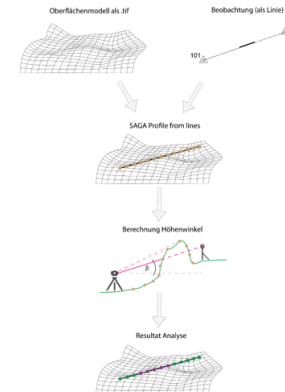 Oberflächenmodell als .tif
Beobachtung (als Linie)
101
SAGA Profile from lines
Berechnung Höhenwinkel
β
Resultat Analyse